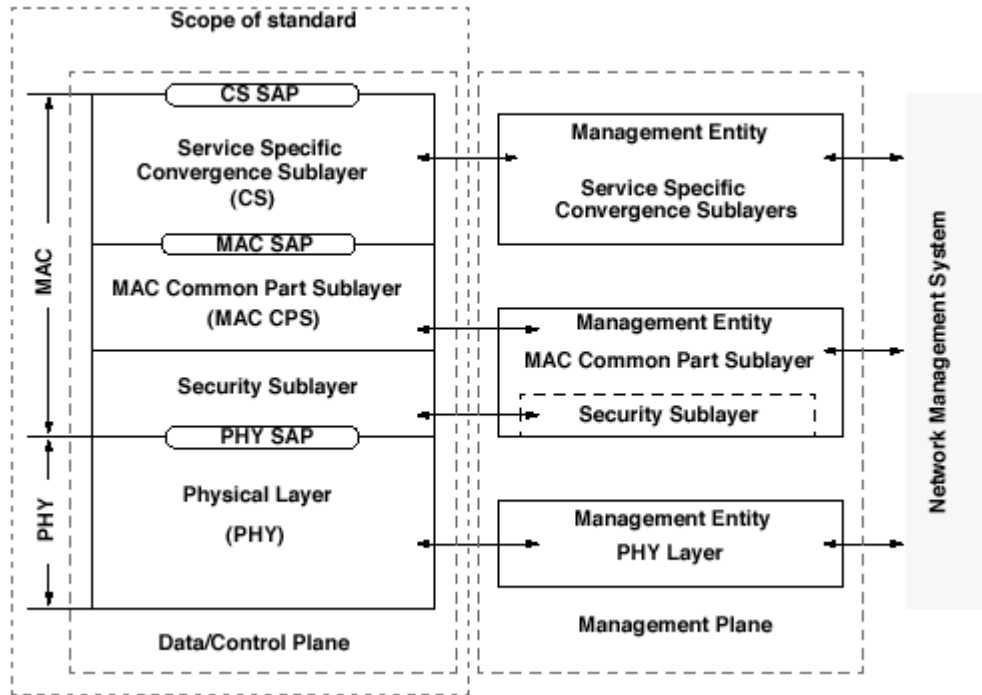 Scope of standard
CS SAP
Service Specific
Convergence Sublayer
(CS)
MAC SAP
MAC Common Part Sublayer
(MAC CPS)
Security Sublayer
PHY SAP
Physical Layer
(PHY)
Data/Control Plane
MAC
PHY
Management Entity
Service Specific
Convergence Sublayers
Management Entity
MAC Common Part Sublayer
Security Sublayer
Management Entity
PHY Layer
Management Plane
Network Management System